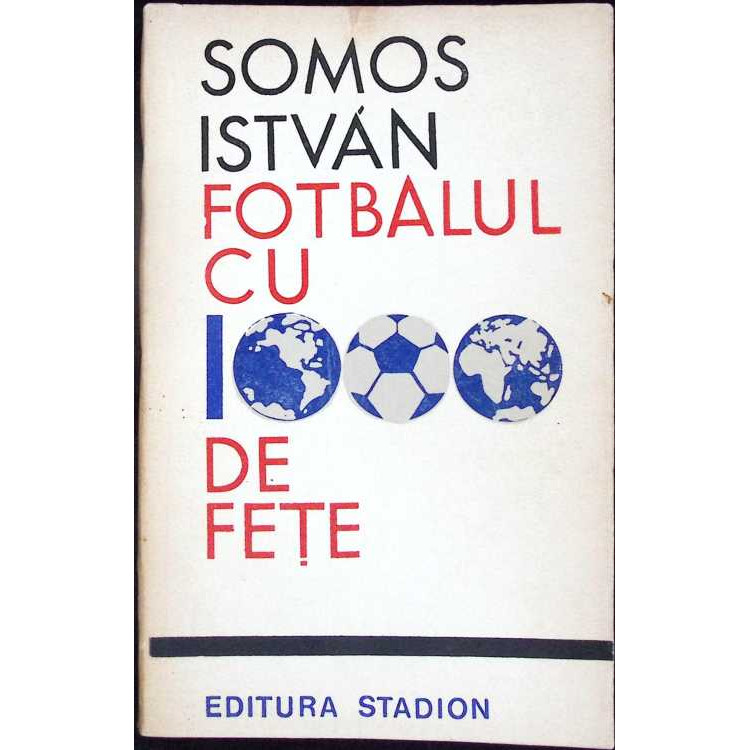 SOMOS
ISTVÁN
FOTBALUL
CU
1000
DE
FEȚE
EDITURA STADION